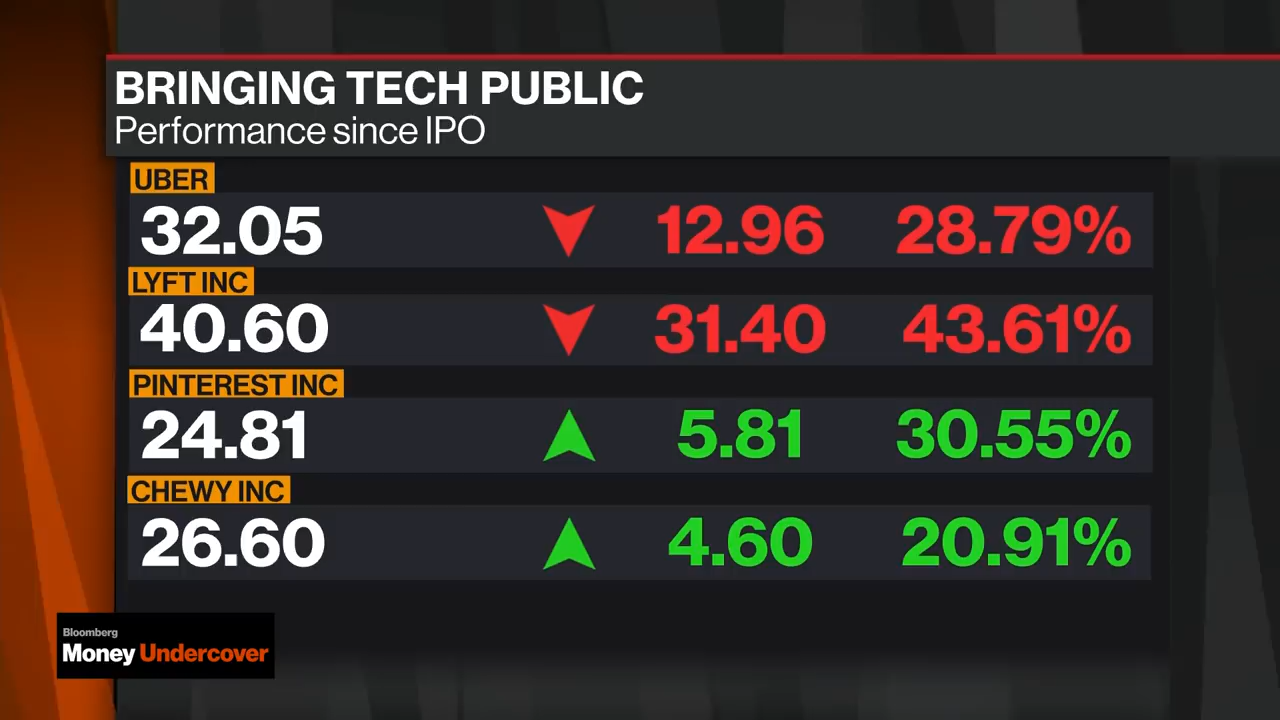 BRINGING TECH PUBLIC
Performance since IPO
UBER
32.05 ▼ 12.96 28.79%
LYFT INC
40.60 ▼ 31.40 43.61%
PINTEREST INC
24.81 ▲ 5.81 30.55%
CHEWY INC
26.60 ▲ 4.60 20.91%
Bloomberg
Money Undercover